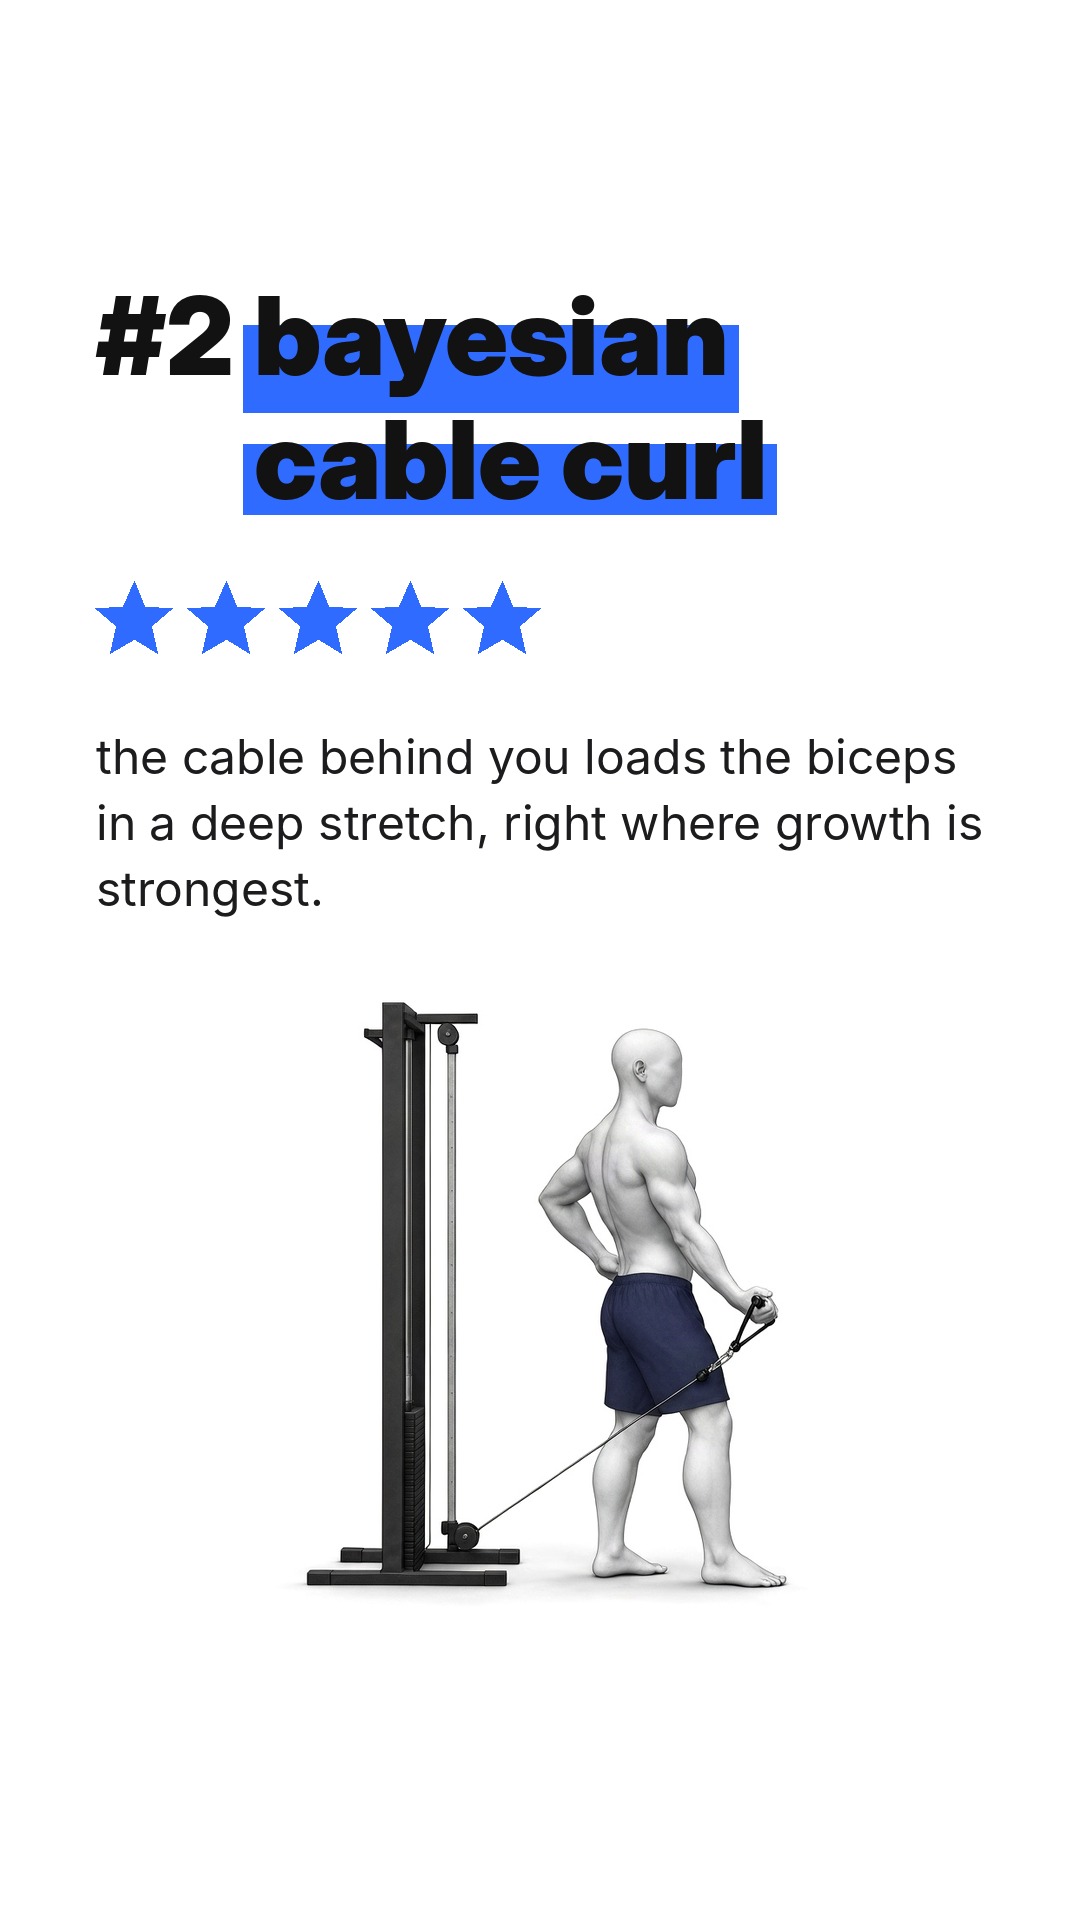 #2 bayesian
cable curl
the cable behind you loads the biceps
in a deep stretch, right where growth is
strongest.